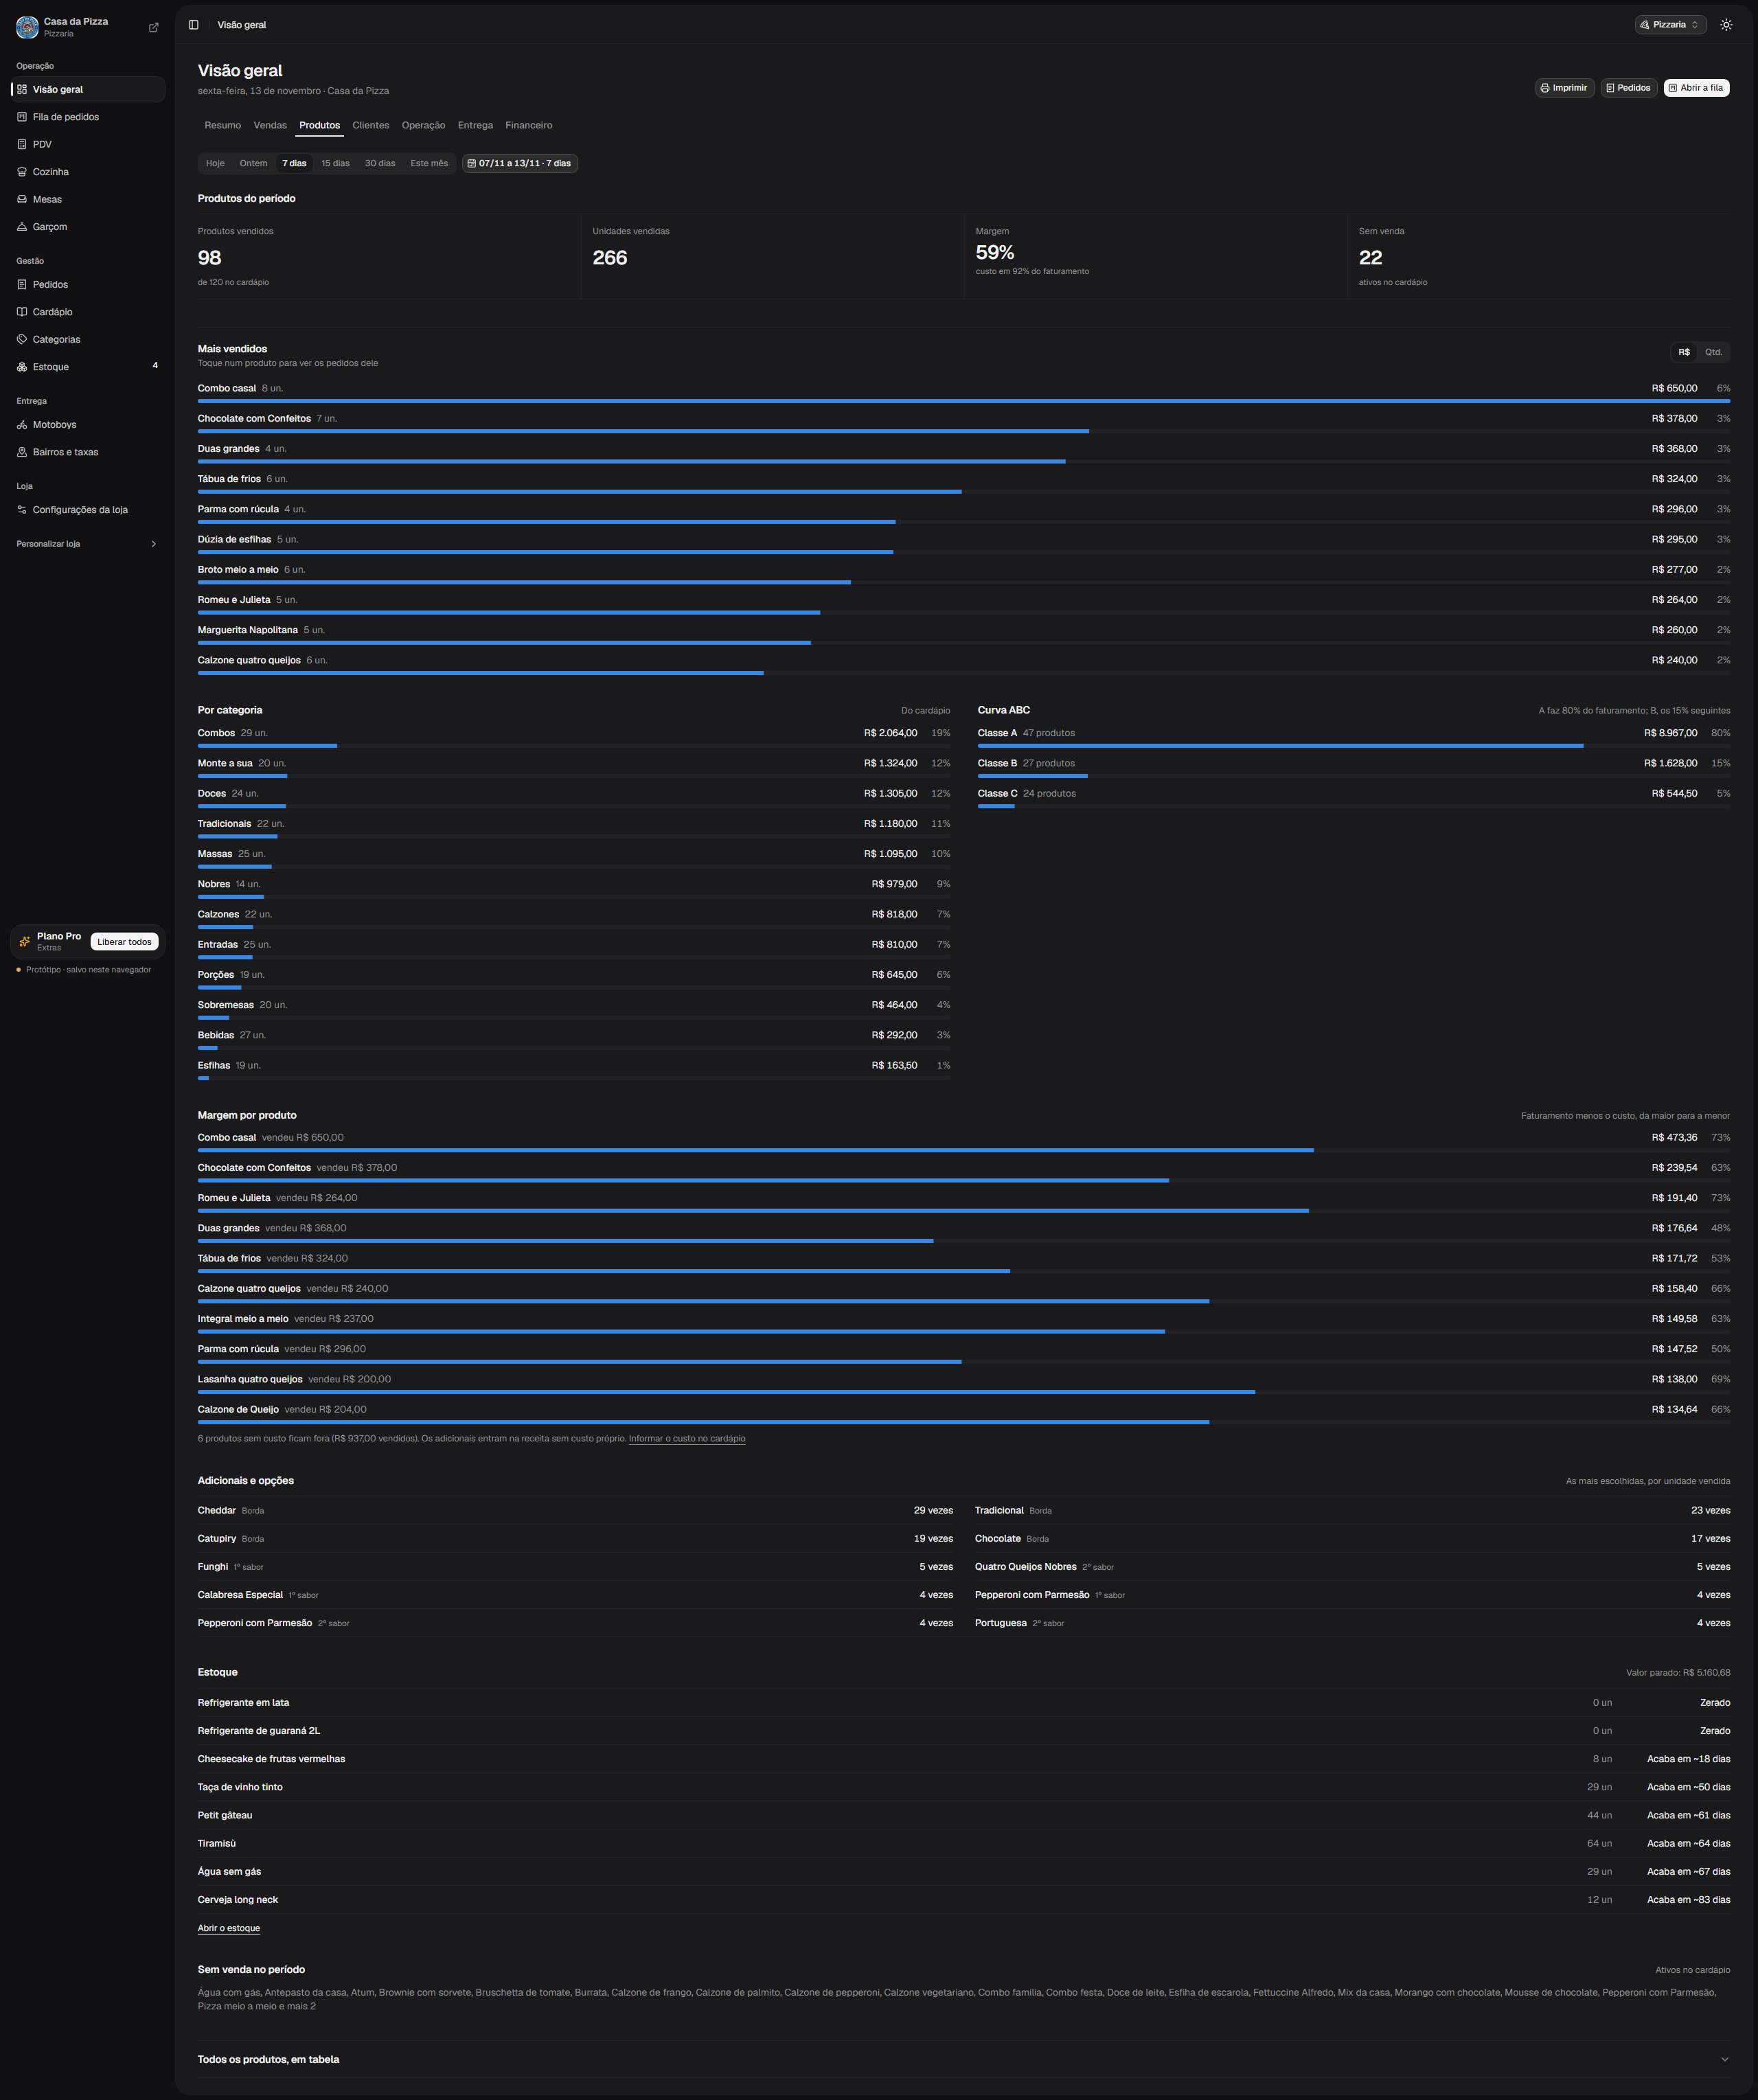 Casa da Pizza
Pizzaria
Operação
Visão geral
Fila de pedidos
PDV
Cozinha
Mesas
Garçom
Gestão
Pedidos
Cardápio
Categorias
Estoque 4
Entrega
Motoboys
Bairros e taxas
Loja
Configurações da loja
Personalizar loja
Plano Pro
Extras
Liberar todos
Protótipo · salvo neste navegador
Visão geral
Pizzaria
Visão geral
sexta-feira, 13 de novembro · Casa da Pizza
Imprimir Pedidos Abrir a fila
Resumo Vendas Produtos Clientes Operação Entrega Financeiro
Hoje Ontem 7 dias 15 dias 30 dias Este mês 07/11 a 13/11 · 7 dias
Produtos do período
Produtos vendidos
98
de 120 no cardápio
Unidades vendidas
266
Margem
59%
custo em 92% do faturamento
Sem venda
22
ativos no cardápio
Mais vendidos
Toque num produto para ver os pedidos dele
R$ Qtd.
Combo casal 8 un. R$ 650,00 6%
Chocolate com Confeitos 7 un. R$ 378,00 3%
Duas grandes 4 un. R$ 368,00 3%
Tábua de frios 6 un. R$ 324,00 3%
Parma com rúcula 4 un. R$ 296,00 3%
Dúzia de esfihas 5 un. R$ 295,00 3%
Broto meio a meio 6 un. R$ 277,00 2%
Romeu e Julieta 5 un. R$ 264,00 2%
Marguerita Napolitana 5 un. R$ 260,00 2%
Calzone quatro queijos 6 un. R$ 240,00 2%
Por categoria Do cardápio
Combos 29 un. R$ 2.064,00 19%
Monte a sua 20 un. R$ 1.324,00 12%
Doces 24 un. R$ 1.305,00 12%
Tradicionais 22 un. R$ 1.180,00 11%
Massas 25 un. R$ 1.095,00 10%
Nobres 14 un. R$ 979,00 9%
Calzones 22 un. R$ 818,00 7%
Entradas 25 un. R$ 810,00 7%
Porções 19 un. R$ 645,00 6%
Sobremesas 20 un. R$ 464,00 4%
Bebidas 27 un. R$ 292,00 3%
Esfihas 19 un. R$ 163,50 1%
Curva ABC A faz 80% do faturamento; B, os 15% seguintes
Classe A 47 produtos R$ 8.967,00 80%
Classe B 27 produtos R$ 1.628,00 15%
Classe C 24 produtos R$ 544,50 5%
Margem por produto Faturamento menos o custo, da maior para a menor
Combo casal vendeu R$ 650,00 R$ 473,36 73%
Chocolate com Confeitos vendeu R$ 378,00 R$ 239,54 63%
Romeu e Julieta vendeu R$ 264,00 R$ 191,40 73%
Duas grandes vendeu R$ 368,00 R$ 176,64 48%
Tábua de frios vendeu R$ 324,00 R$ 171,72 53%
Calzone quatro queijos vendeu R$ 240,00 R$ 158,40 66%
Integral meio a meio vendeu R$ 237,00 R$ 149,58 63%
Parma com rúcula vendeu R$ 296,00 R$ 147,52 50%
Lasanha quatro queijos vendeu R$ 200,00 R$ 138,00 69%
Calzone de Queijo vendeu R$ 204,00 R$ 134,64 66%
6 produtos sem custo ficam fora (R$ 937,00 vendidos). Os adicionais entram na receita sem custo próprio. Informar o custo no cardápio
Adicionais e opções As mais escolhidas, por unidade vendida
Cheddar Borda 29 vezes Tradicional Borda 23 vezes
Catupiry Borda 19 vezes Chocolate Borda 17 vezes
Funghi 1º sabor 5 vezes Quatro Queijos Nobres 2º sabor 5 vezes
Calabresa Especial 1º sabor 4 vezes Pepperoni com Parmesão 1º sabor 4 vezes
Pepperoni com Parmesão 2º sabor 4 vezes Portuguesa 2º sabor 4 vezes
Estoque Valor parado: R$ 5.160,68
Refrigerante em lata 0 un Zerado
Refrigerante de guaraná 2L 0 un Zerado
Cheesecake de frutas vermelhas 8 un Acaba em ~18 dias
Taça de vinho tinto 29 un Acaba em ~50 dias
Petit gâteau 44 un Acaba em ~61 dias
Tiramisù 64 un Acaba em ~64 dias
Água sem gás 29 un Acaba em ~67 dias
Cerveja long neck 12 un Acaba em ~83 dias
Abrir o estoque
Sem venda no período Ativos no cardápio
Água com gás, Antepasto da casa, Atum, Brownie com sorvete, Bruschetta de tomate, Burrata, Calzone de frango, Calzone de palmito, Calzone de pepperoni, Calzone vegetariano, Combo família, Combo festa, Doce de leite, Esfiha de escarola, Fettuccine Alfredo, Mix da casa, Morango com chocolate, Mousse de chocolate, Pepperoni com Parmesão,
Pizza meio a meio e mais 2
Todos os produtos, em tabela